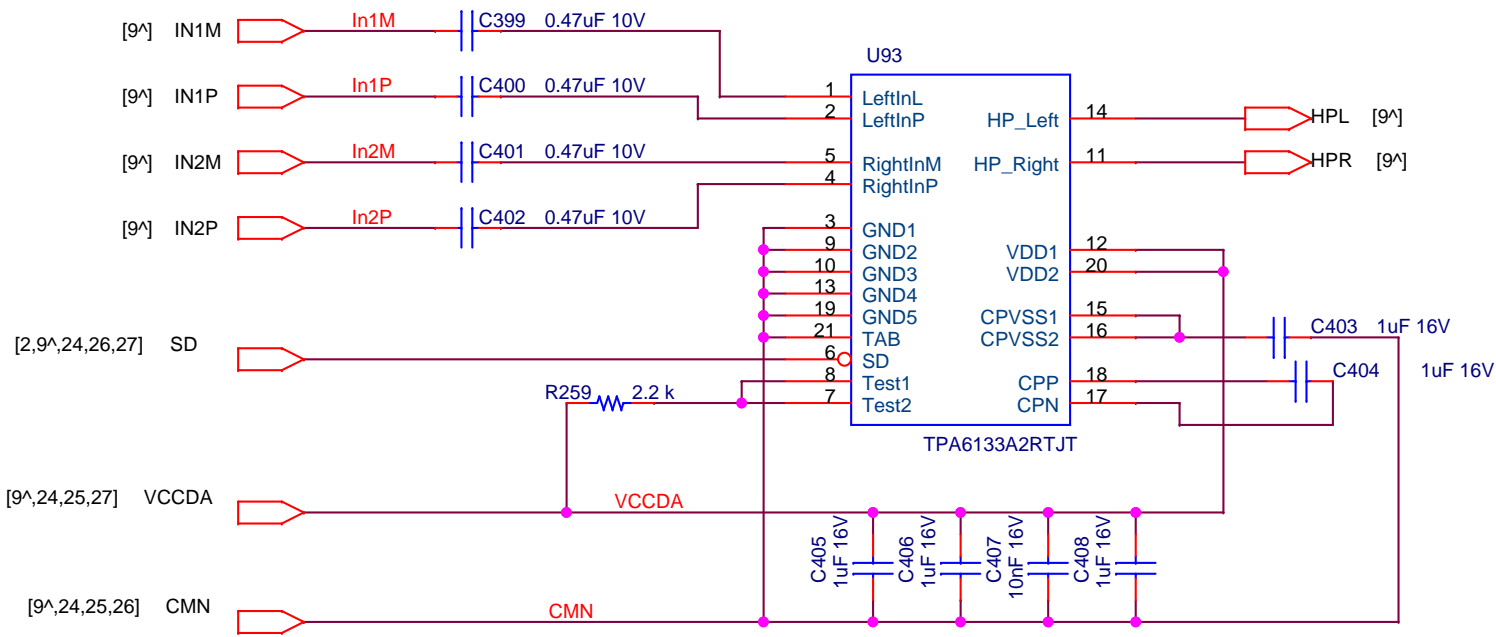 [9^] IN1M In1M C399 0.47uF 10V
U93
[9^] IN1P In1P C400 0.47uF 10V
1 LeftInL
2 LeftInP HP_Left 14 HPL [9^]
[9^] IN2M In2M C401 0.47uF 10V
5 RightInM HP_Right 11 HPR [9^]
4 RightInP
[9^] IN2P In2P C402 0.47uF 10V
3 GND1
9 GND2 VDD1 12
10 GND3 VDD2 20
13 GND4
19 GND5 CPVSS1 15
21 TAB CPVSS2 16 C403 1uF 16V
[2,9^,24,26,27] SD 6 SD
8 Test1 CPP 18 C404 1uF 16V
R259 2.2 k 7 Test2 CPN 17
TPA6133A2RTJT
[9^,24,25,27] VCCDA VCCDA
C405 1uF 16V
C406 1uF 16V
C407 10nF 16V
C408 1uF 16V
[9^,24,25,26] CMN CMN